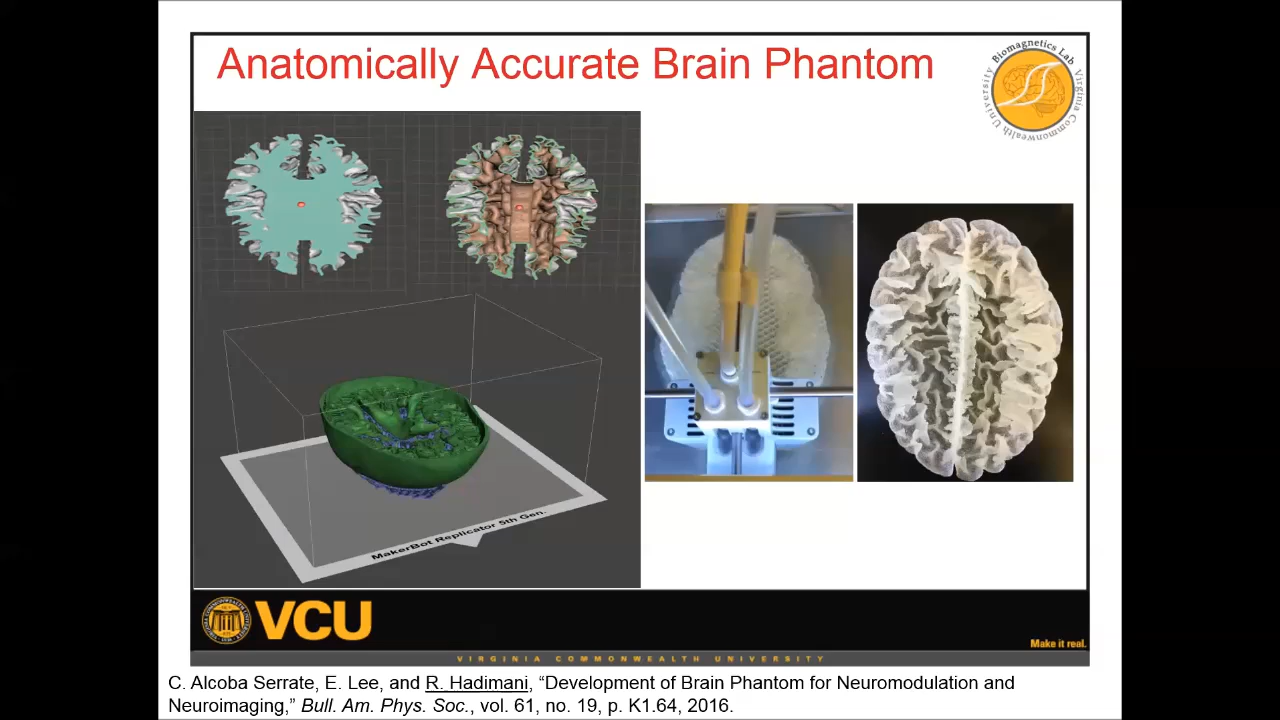 Anatomically Accurate Brain Phantom
Biomagnetics Lab
Virginia Commonwealth University
MakerBot Replicator 5th Gen.
VCU
Make it real.
VIRGINIA COMMONWEALTH UNIVERSITY
C. Alcoba Serrate, E. Lee, and R. Hadimani, “Development of Brain Phantom for Neuromodulation and
Neuroimaging,” Bull. Am. Phys. Soc., vol. 61, no. 19, p. K1.64, 2016.